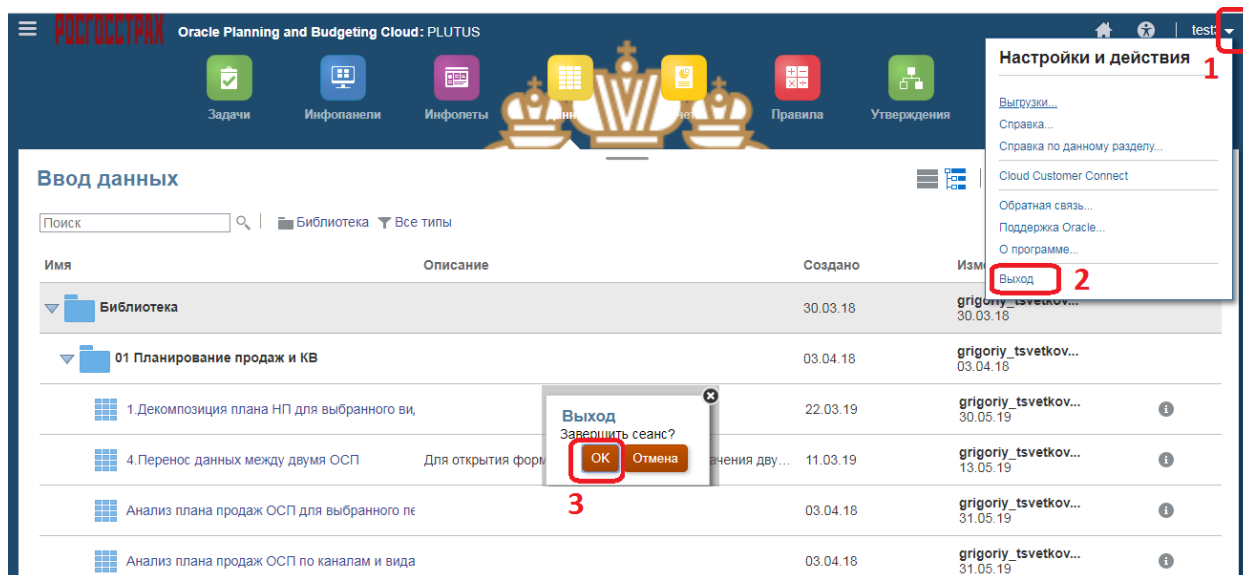 РОСГОССТРАХ Oracle Planning and Budgeting Cloud: PLUTUS
Настройки и действия
1
Выгрузки...
Справка...
Справка по данному разделу...
Cloud Customer Connect
Обратная связь...
Поддержка Oracle...
О программе...
Выход 2
Задачи Инфопанели Инфолеты Правила Утверждения
Ввод данных
Поиск Библиотека Все типы
Имя Описание Создано
Библиотека 30.03.18 grigoriy_tsvetkov...
30.03.18
01 Планирование продаж и КВ 03.04.18 grigoriy_tsvetkov...
03.04.18
1.Декомпозиция плана НП для выбранного 22.03.19 grigoriy_tsvetkov...
30.05.19
4.Перенос данных между двумя ОСП Для открытия 11.03.19 grigoriy_tsvetkov...
13.05.19
Анализ плана продаж ОСП для выбранного 03.04.18 grigoriy_tsvetkov...
31.05.19
Анализ плана продаж ОСП по каналам и вида 03.04.18 grigoriy_tsvetkov...
31.05.19
Выход
Завершить сеанс?
OK Отмена
3